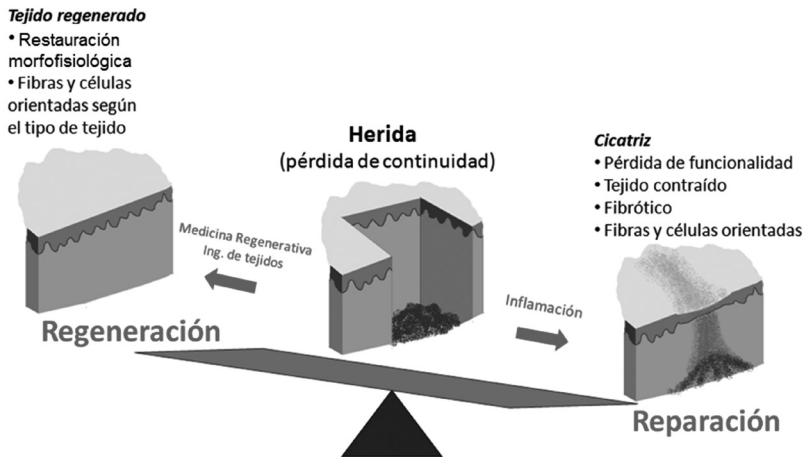 Tejido regenerado
• Restauración
morfofisiológica
• Fibras y células
orientadas según
el tipo de tejido
Herida
(pérdida de continuidad)
Cicatriz
• Pérdida de funcionalidad
• Tejido contraído
• Fibrótico
• Fibras y células orientadas
Medicina Regenerativa
Ing. de tejidos
Inflamación
Regeneración
Reparación